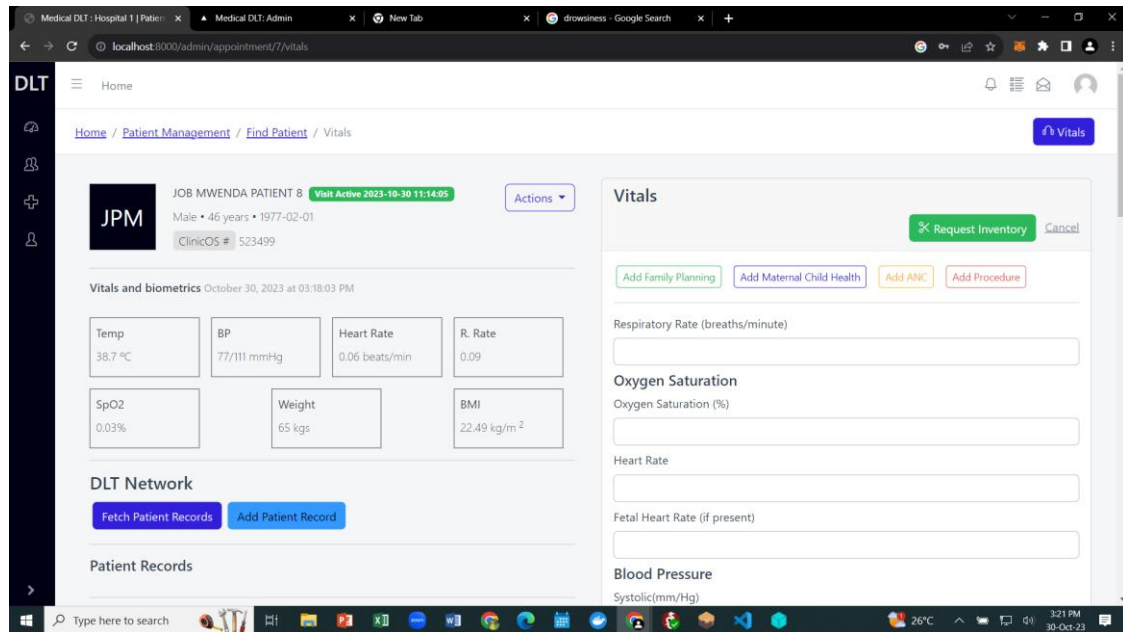 Medical DLT : Hospital 1 | Patien
Medical DLT: Admin
New Tab
drowsiness - Google Search
localhost:8000/admin/appointment/7/vitals
DLT
Home
Home / Patient Management / Find Patient / Vitals
Vitals
JPM
JOB MWENDA PATIENT 8 Visit Active 2023-10-30 11:14:05
Male • 46 years • 1977-02-01
ClinicOS # 523499
Actions
Vitals and biometrics October 30, 2023 at 03:18:03 PM
Temp
38.7 ºC
BP
77/111 mmHg
Heart Rate
0.06 beats/min
R. Rate
0.09
SpO2
0.03%
Weight
65 kgs
BMI
22.49 kg/m 2
DLT Network
Fetch Patient Records
Add Patient Record
Patient Records
Vitals
Request Inventory
Cancel
Add Family Planning
Add Maternal Child Health
Add ANC
Add Procedure
Respiratory Rate (breaths/minute)
Oxygen Saturation
Oxygen Saturation (%)
Heart Rate
Fetal Heart Rate (if present)
Blood Pressure
Systolic(mm/Hg)
Type here to search
26°C
3:21 PM
30-Oct-23